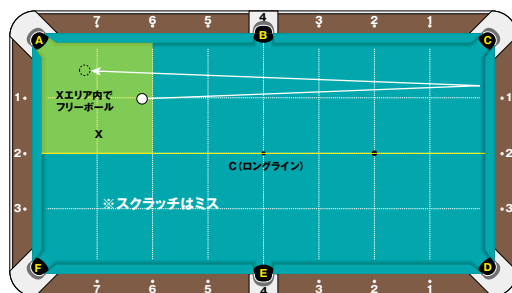 7 6 5 4 3 2 1
A B C
Xエリア内で
フリーボール
1 1
X
2 2
C（ロングライン）
※スクラッチはミス
3 3
F E D
7 6 5 4 3 2 1